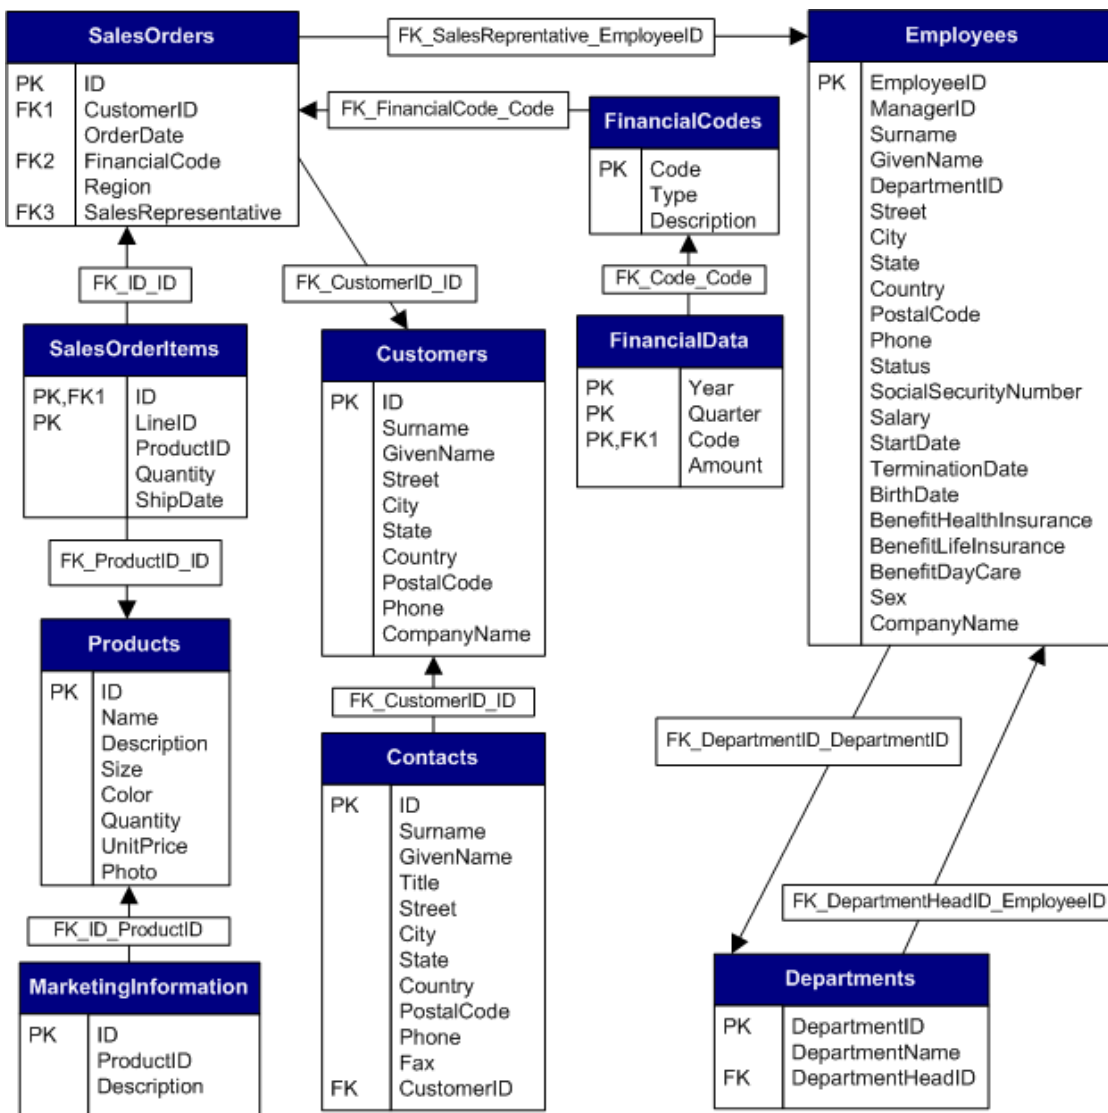 SalesOrders
PK ID
FK1 CustomerID
OrderDate
FK2 FinancialCode
Region
FK3 SalesRepresentative
FK_SalesReprentative_EmployeeID
Employees
PK EmployeeID
ManagerID
Surname
GivenName
DepartmentID
Street
City
State
Country
PostalCode
Phone
Status
SocialSecurityNumber
Salary
StartDate
TerminationDate
BirthDate
BenefitHealthInsurance
BenefitLifeInsurance
BenefitDayCare
Sex
CompanyName
FK_FinancialCode_Code
FinancialCodes
PK Code
Type
Description
FK_ID_ID
FK_CustomerID_ID
FK_Code_Code
SalesOrderItems
PK,FK1 ID
PK LineID
ProductID
Quantity
ShipDate
Customers
PK ID
Surname
GivenName
Street
City
State
Country
PostalCode
Phone
CompanyName
FinancialData
PK Year
PK Quarter
PK,FK1 Code
Amount
FK_ProductID_ID
Products
PK ID
Name
Description
Size
Color
Quantity
UnitPrice
Photo
FK_CustomerID_ID
Contacts
PK ID
Surname
GivenName
Title
Street
City
State
Country
PostalCode
Phone
Fax
FK CustomerID
FK_DepartmentID_DepartmentID
FK_DepartmentHeadID_EmployeeID
FK_ID_ProductID
MarketingInformation
PK ID
ProductID
Description
Departments
PK DepartmentID
DepartmentName
FK DepartmentHeadID